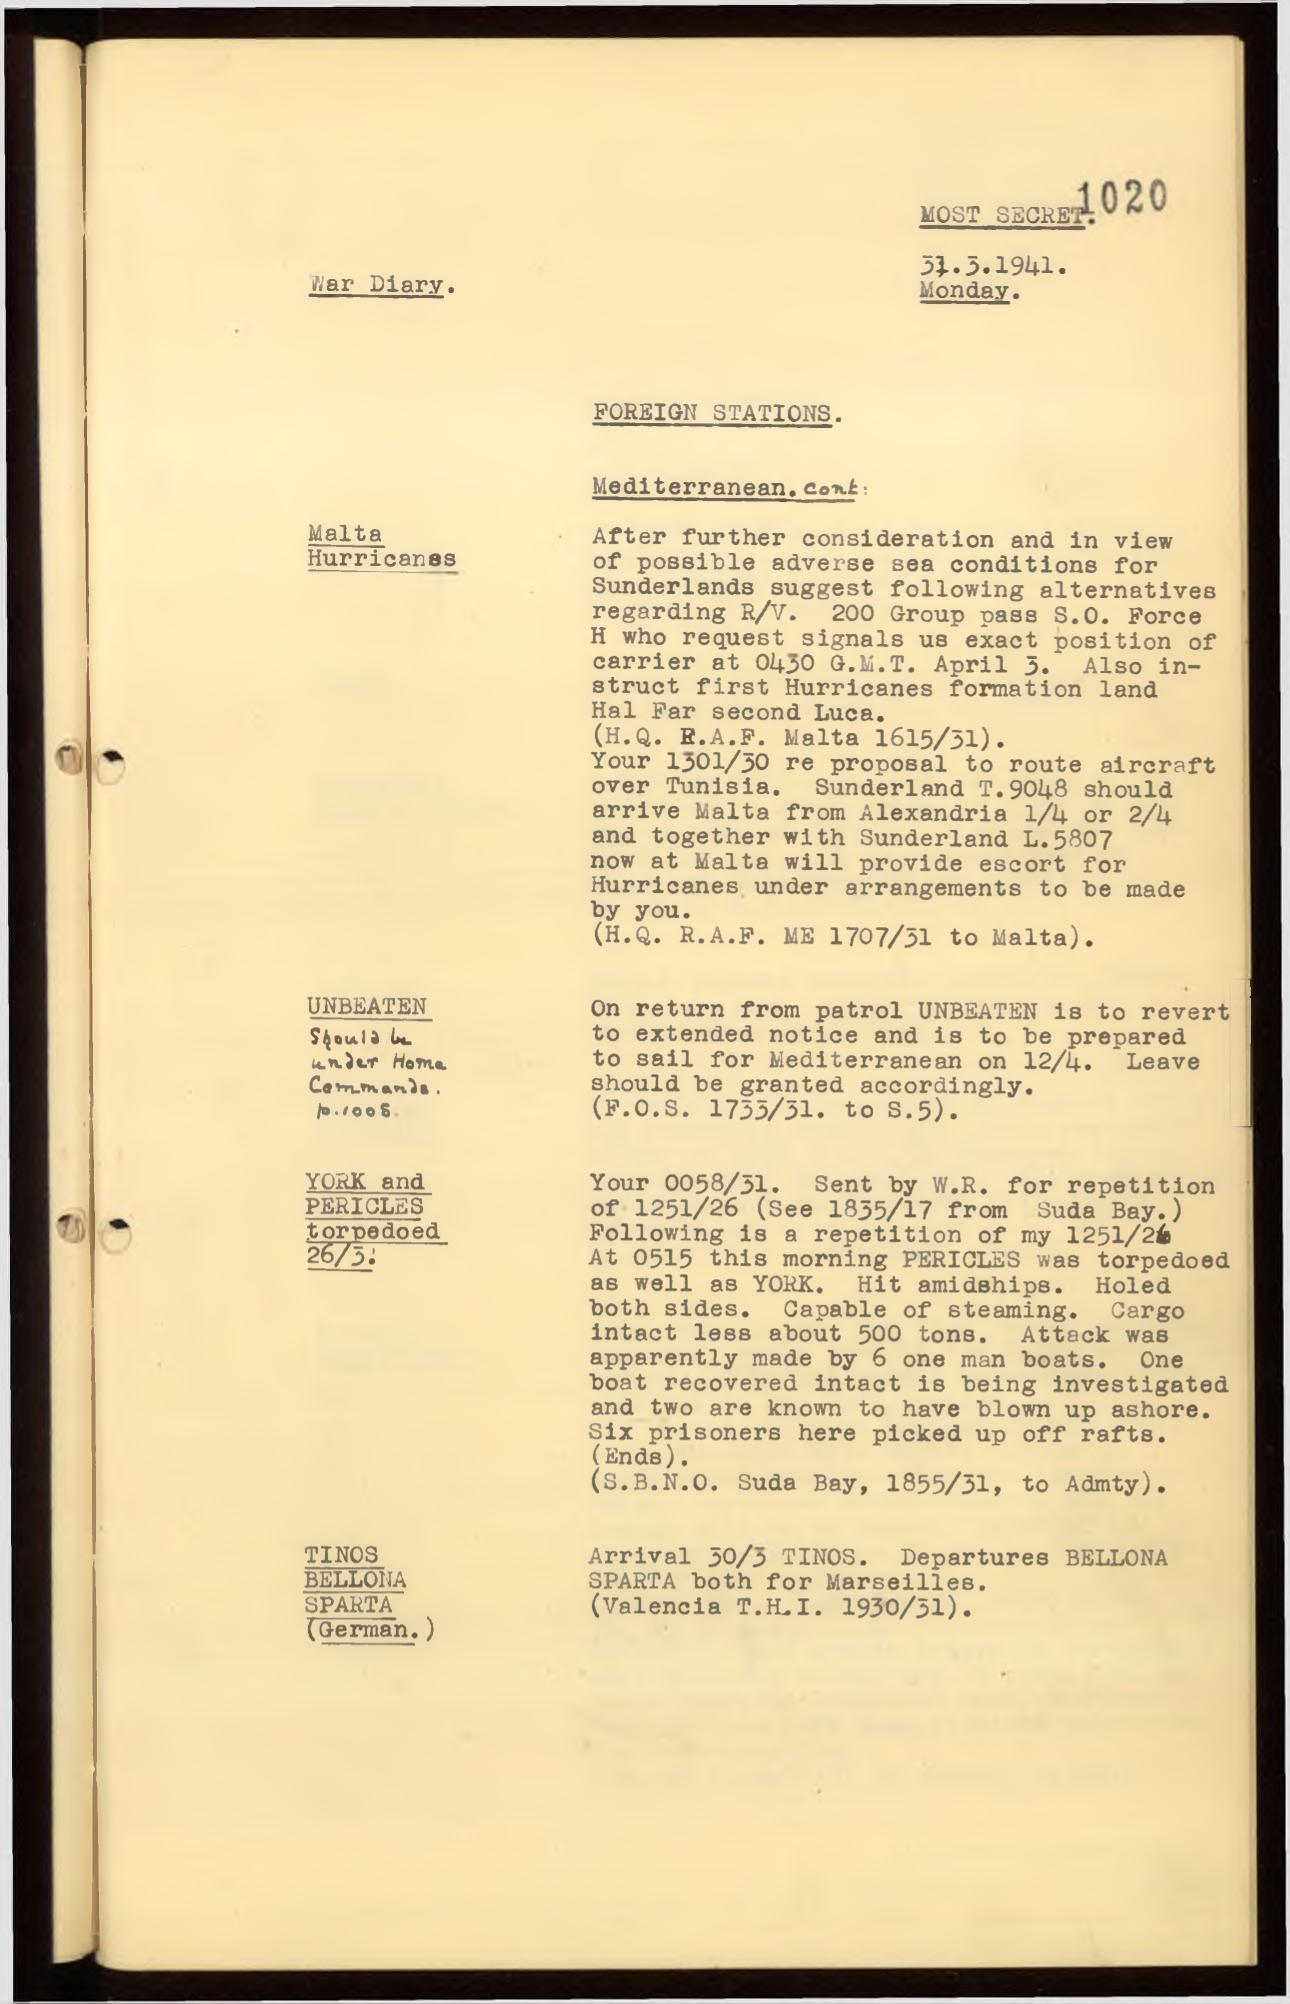 1020
MOST SECRET.
31.3.1941.
Monday.
War Diary.
FOREIGN STATIONS.
Mediterranean. cont:
Malta
Hurricanes
After further consideration and in view
of possible adverse sea conditions for
Sunderlands suggest following alternatives
regarding R/V.  200 Group pass S.O. Force
H who request signals us exact position of
carrier at 0430 G.M.T. April 3.  Also in-
struct first Hurricanes formation land
Hal Far second Luca.
(H.Q. R.A.F. Malta 1615/31).
Your 1301/30 re proposal to route aircraft
over Tunisia.  Sunderland T.9048 should
arrive Malta from Alexandria 1/4 or 2/4
and together with Sunderland L.5807
now at Malta will provide escort for
Hurricanes under arrangements to be made
by you.
(H.Q. R.A.F. ME 1707/31 to Malta).
UNBEATEN
Should be
under Home
Commands.
p.1008.
On return from patrol UNBEATEN is to revert
to extended notice and is to be prepared
to sail for Mediterranean on 12/4.  Leave
should be granted accordingly.
(F.O.S. 1733/31. to S.5).
YORK and
PERICLES
torpedoed
26/3.
Your 0058/31.  Sent by W.R. for repetition
of 1251/26 (See 1835/17 from  Suda Bay.)
Following is a repetition of my 1251/26
At 0515 this morning PERICLES was torpedoed
as well as YORK.  Hit amidships.  Holed
both sides.  Capable of steaming.  Cargo
intact less about 500 tons.  Attack was
apparently made by 6 one man boats.  One
boat recovered intact is being investigated
and two are known to have blown up ashore.
Six prisoners here picked up off rafts.
(Ends).
(S.B.N.O. Suda Bay, 1855/31, to Admty).
TINOS
BELLONA
SPARTA
(German.)
Arrival 30/3 TINOS.  Departures BELLONA
SPARTA both for Marseilles.
(Valencia T.H.I. 1930/31).